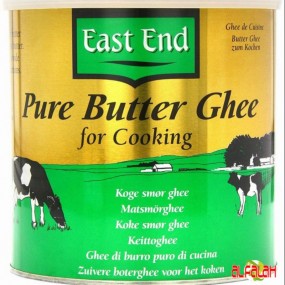 East End
Ghee de Cuisine
Butter Ghee
zum Kochen
Pure Butter Ghee
for Cooking
Koge smør ghee
Matsmörghee
Koke smør ghee
Keittoghee
Ghee di burro puro di cucina
Zuivere boterghee voor het koken
ALFALAH